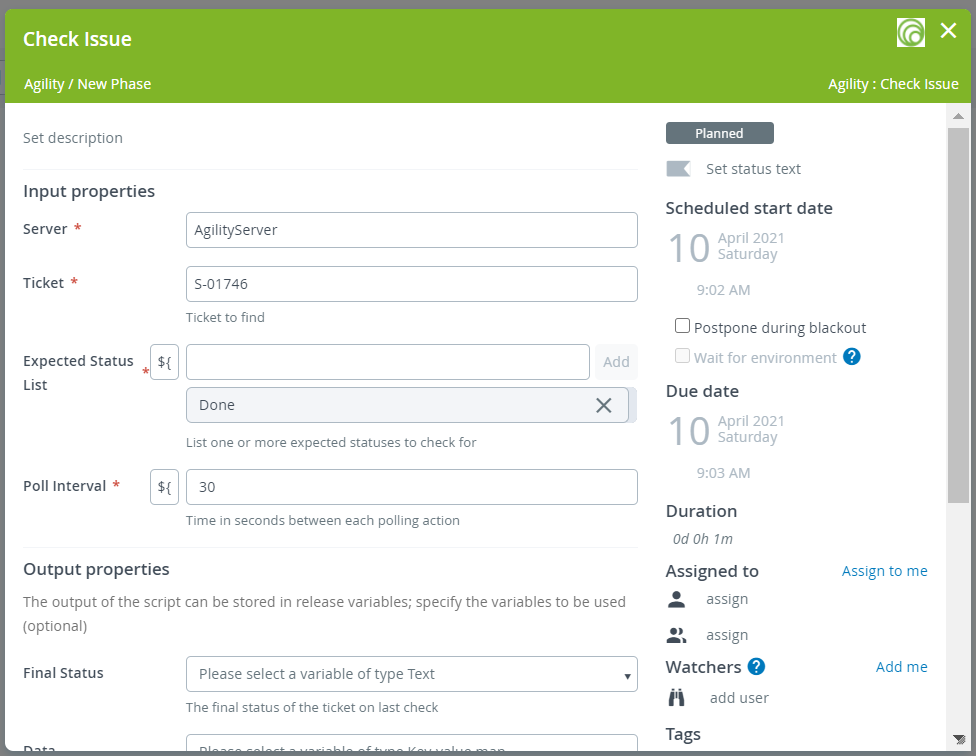 Check Issue
Agility / New Phase
Agility : Check Issue
Set description
Input properties
Server *
AgilityServer
Ticket *
S-01746
Ticket to find
Expected Status
List
*
${
Add
Done
List one or more expected statuses to check for
Poll Interval *
${
30
Time in seconds between each polling action
Output properties
The output of the script can be stored in release variables; specify the variables to be used
(optional)
Final Status
Please select a variable of type Text
The final status of the ticket on last check
Data
Please select a variable of type Key value map
Planned
Set status text
Scheduled start date
10
April 2021
Saturday
9:02 AM
Postpone during blackout
Wait for environment ?
Due date
10
April 2021
Saturday
9:03 AM
Duration
0d 0h 1m
Assigned to
Assign to me
assign
assign
Watchers ?
Add me
add user
Tags